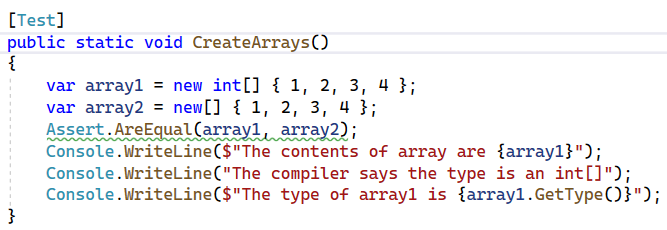 [Test]
public static void CreateArrays()
{
    var array1 = new int[] { 1, 2, 3, 4 };
    var array2 = new[] { 1, 2, 3, 4 };
    Assert.AreEqual(array1, array2);
    Console.WriteLine($"The contents of array are {array1}");
    Console.WriteLine("The compiler says the type is an int[]");
    Console.WriteLine($"The type of array1 is {array1.GetType()}");
}